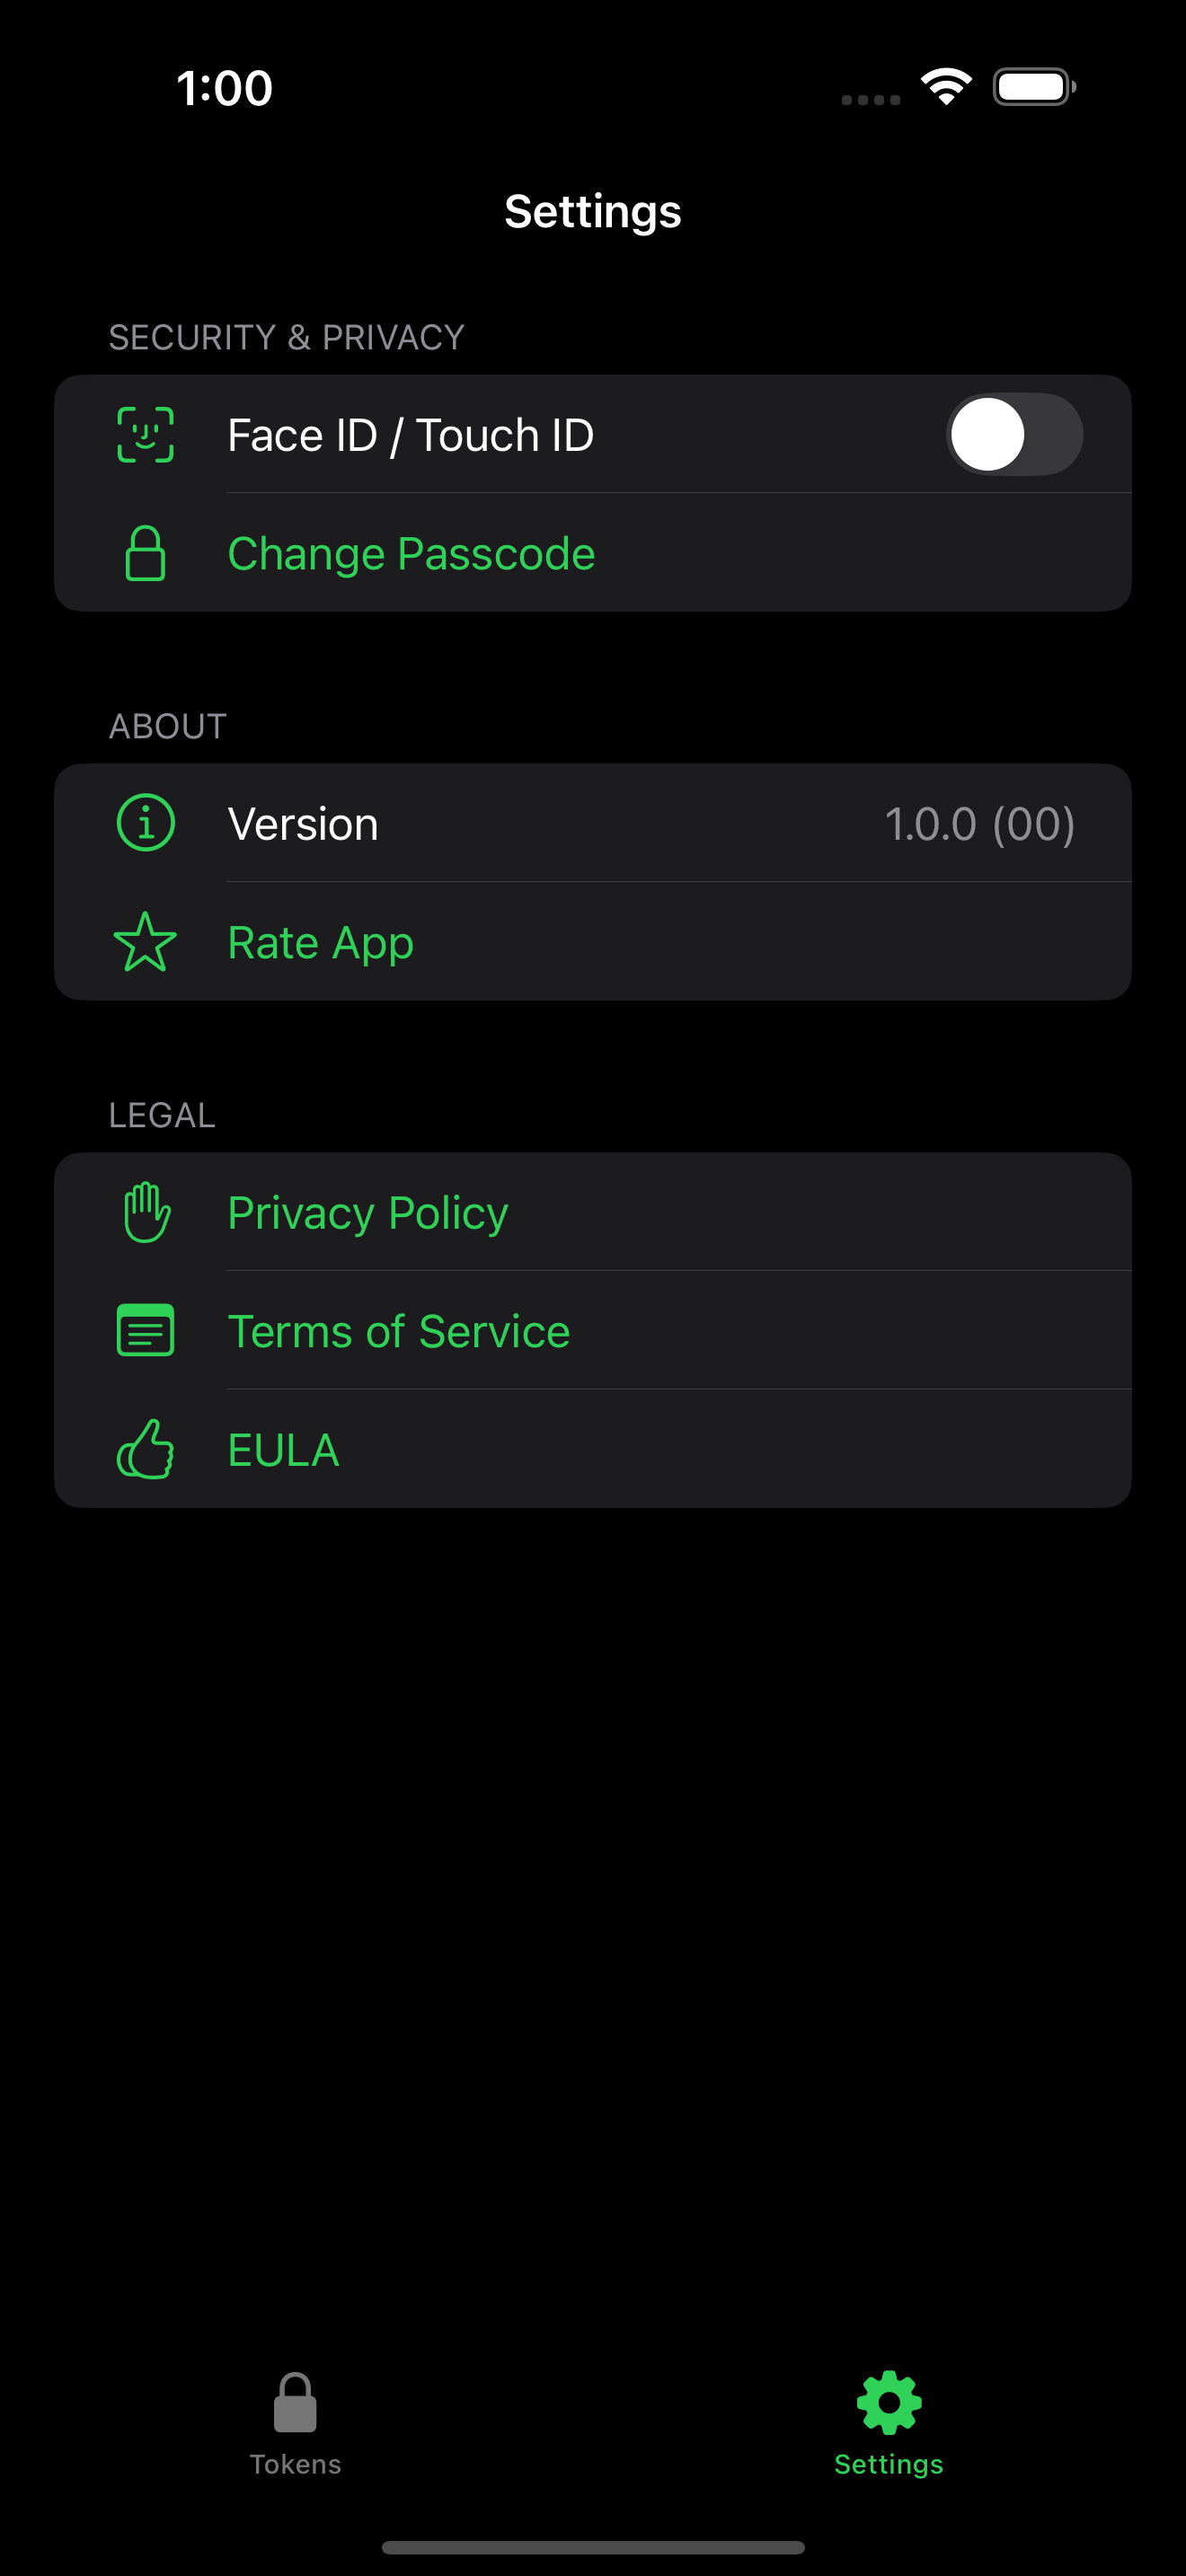 1:00
Settings
SECURITY & PRIVACY
Face ID / Touch ID
Change Passcode
ABOUT
Version 1.0.0 (00)
Rate App
LEGAL
Privacy Policy
Terms of Service
EULA
Tokens Settings